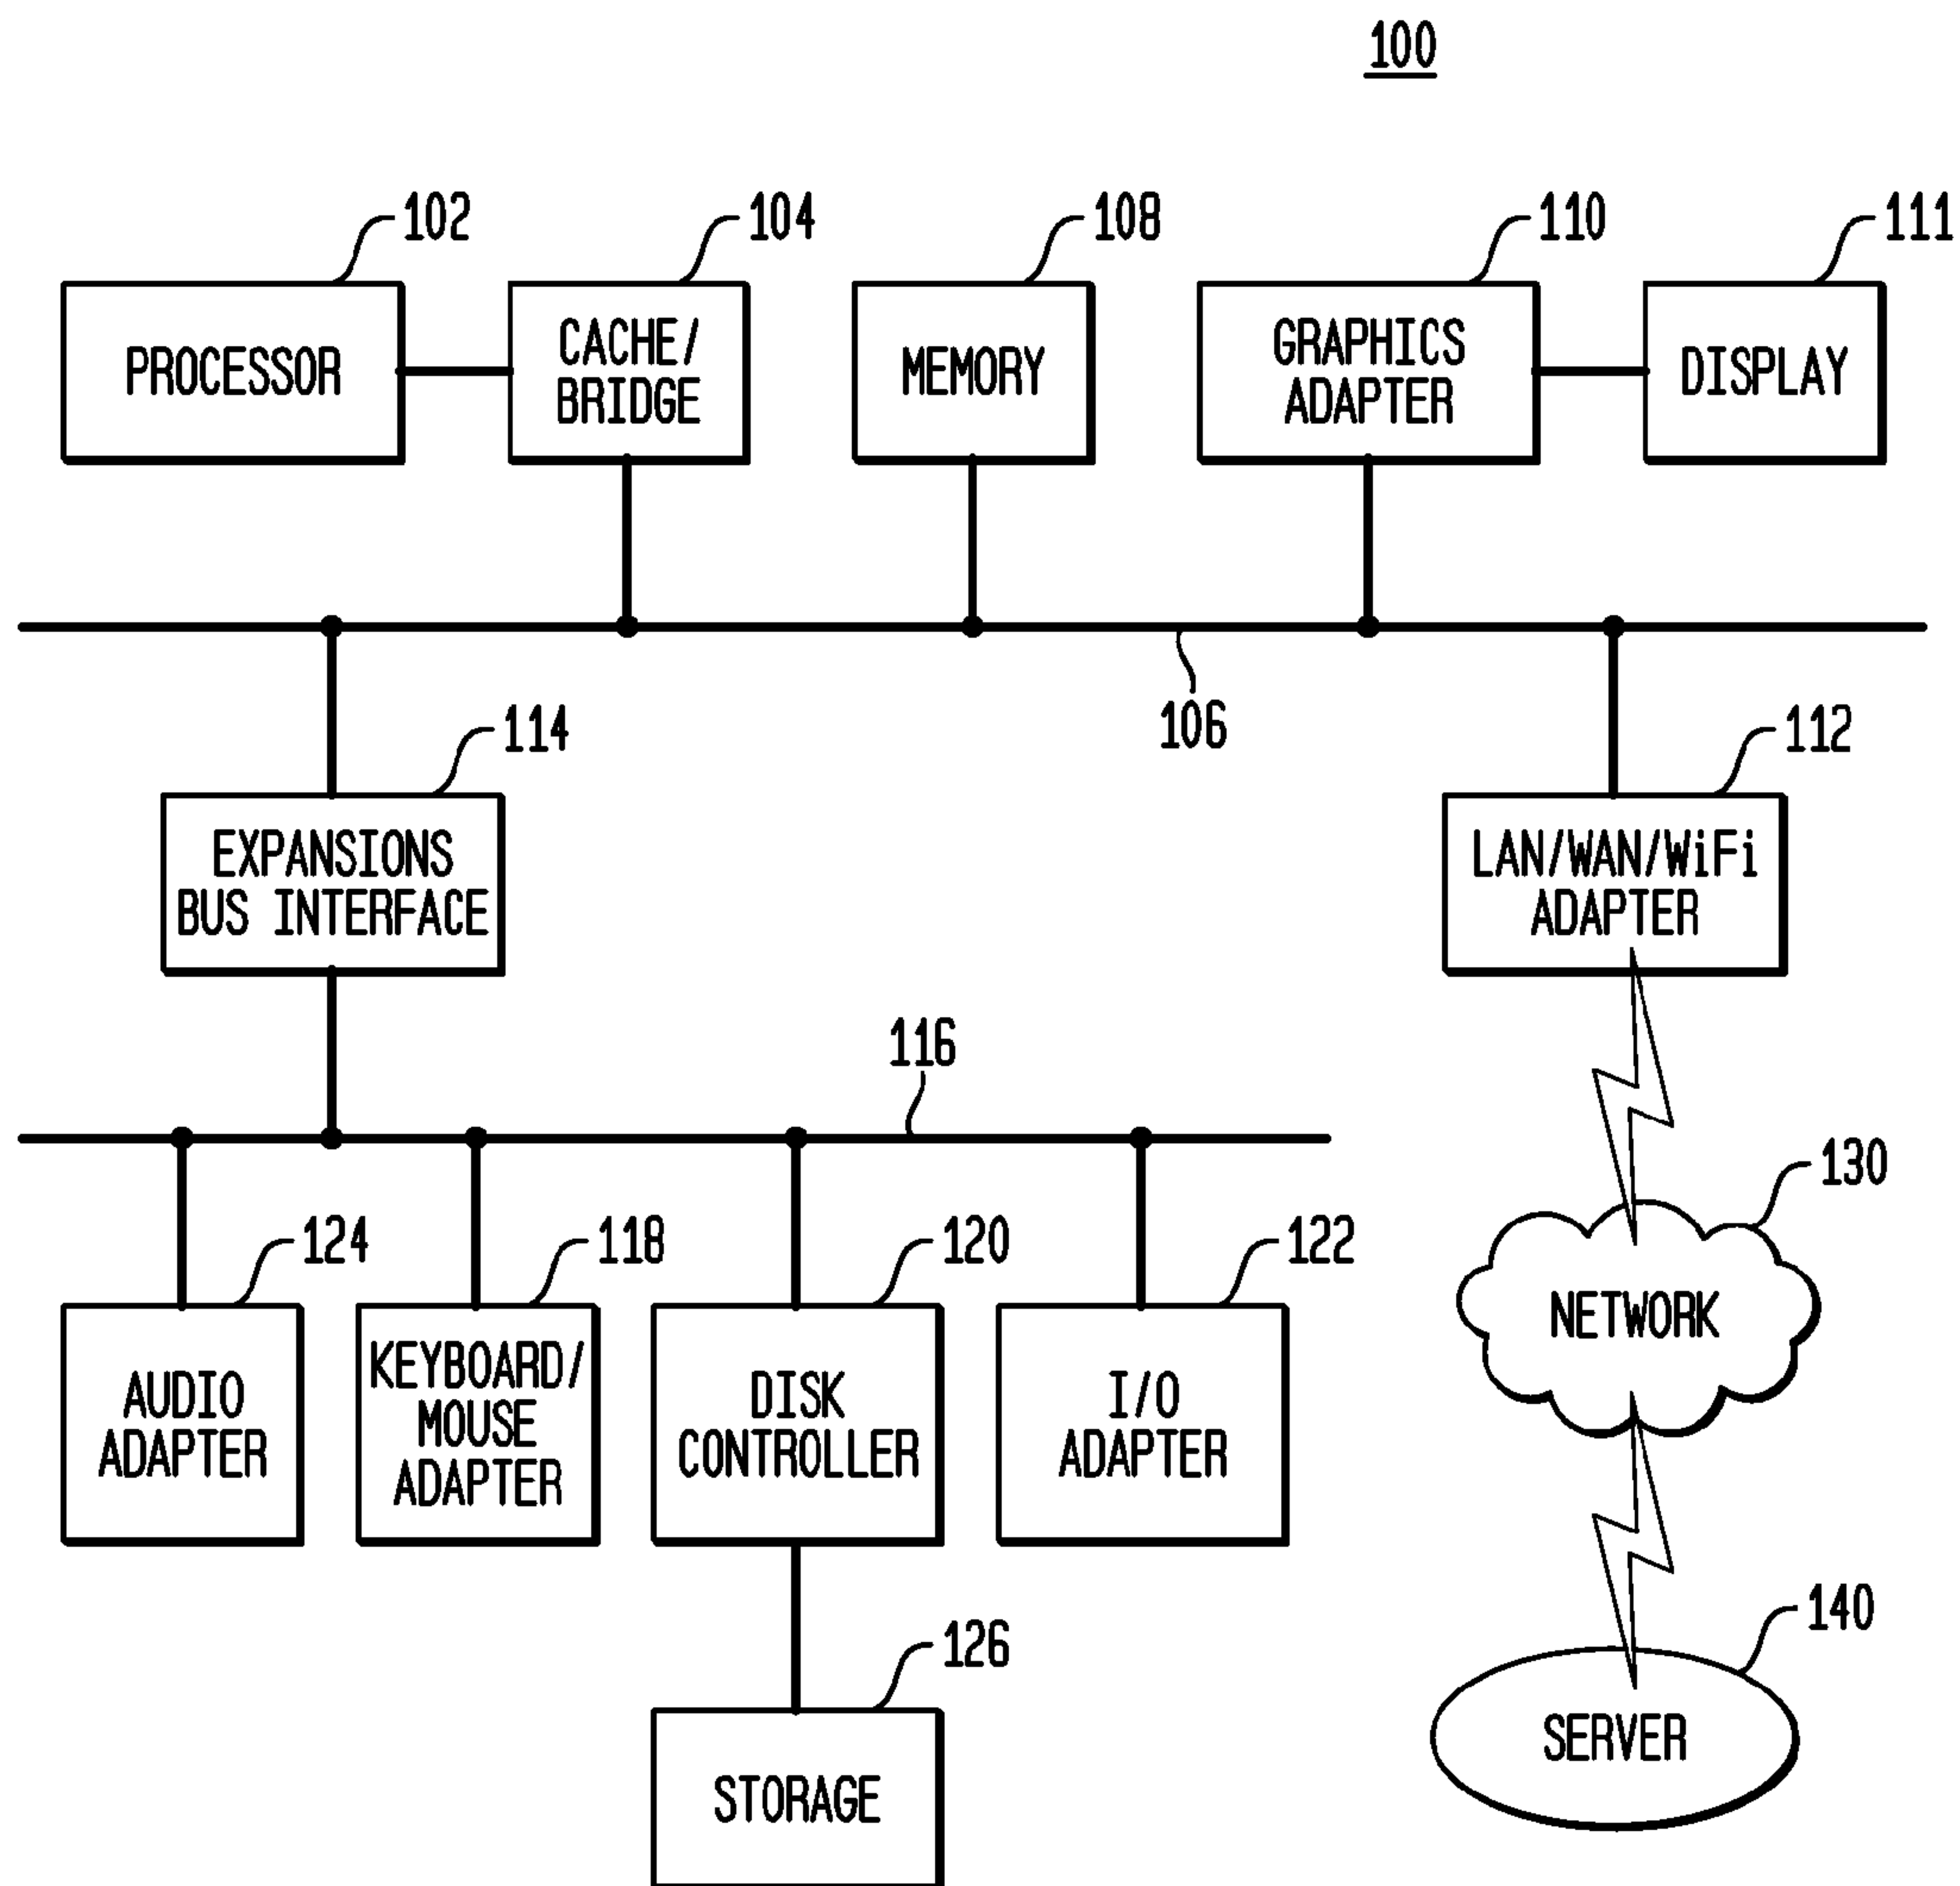 100
102
104
108
110
111
PROCESSOR
CACHE/
BRIDGE
MEMORY
GRAPHICS
ADAPTER
DISPLAY
106
114
112
EXPANSIONS
BUS INTERFACE
LAN/WAN/WiFi
ADAPTER
116
130
124
118
120
122
NETWORK
AUDIO
ADAPTER
KEYBOARD/
MOUSE
ADAPTER
DISK
CONTROLLER
I/O
ADAPTER
126
140
STORAGE
SERVER